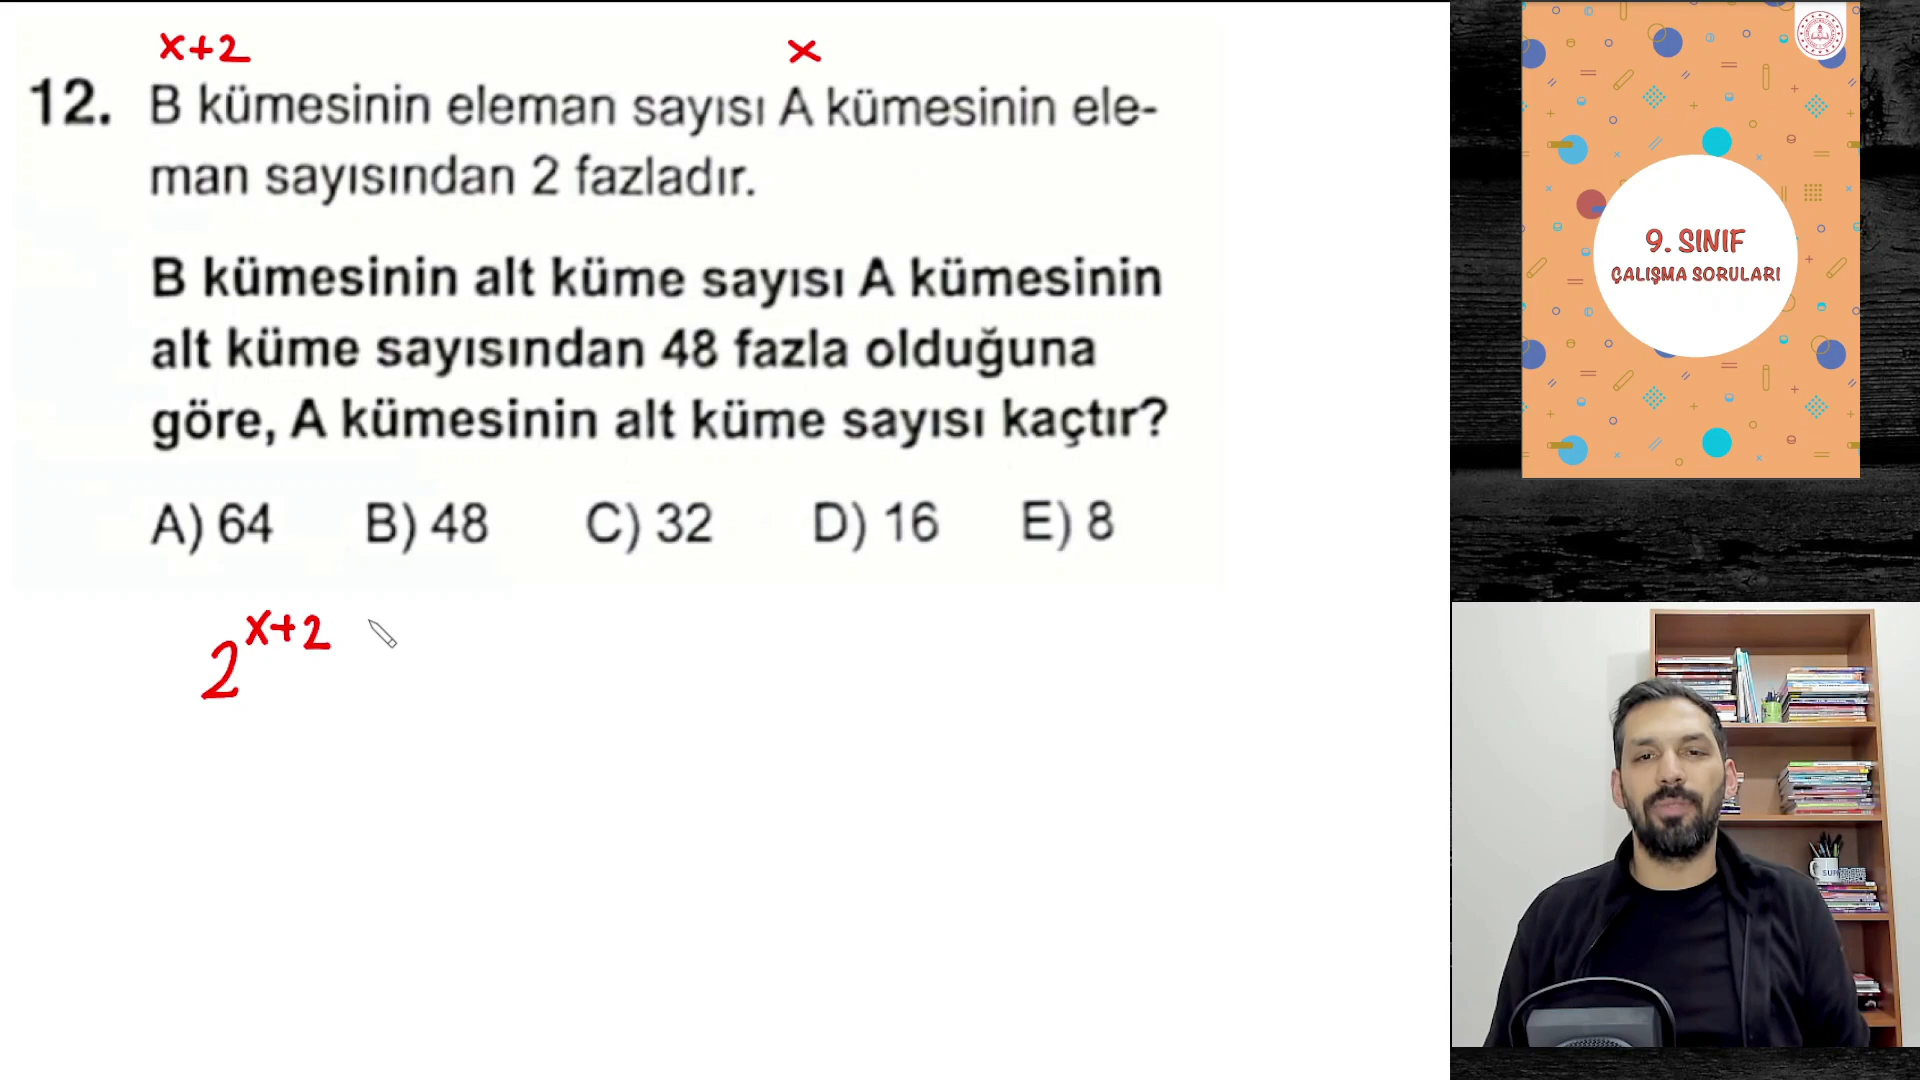 x+2 x
12. B kümesinin eleman sayısı A kümesinin ele-
man sayısından 2 fazladır.
B kümesinin alt küme sayısı A kümesinin
alt küme sayısından 48 fazla olduğuna
göre, A kümesinin alt küme sayısı kaçtır?
A) 64 B) 48 C) 32 D) 16 E) 8
2^{x+2}
9. SINIF
ÇALIŞMA SORULARI